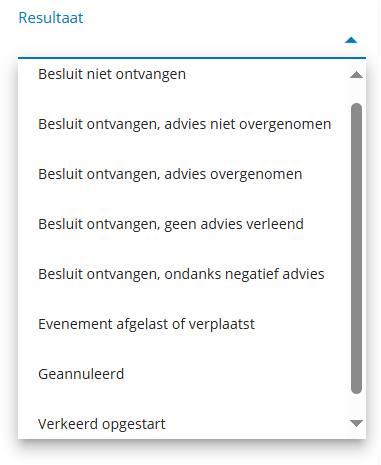 Resultaat
Besluit niet ontvangen
Besluit ontvangen, advies niet overgenomen
Besluit ontvangen, advies overgenomen
Besluit ontvangen, geen advies verleend
Besluit ontvangen, ondanks negatief advies
Evenement afgelast of verplaatst
Geannuleerd
Verkeerd opgestart